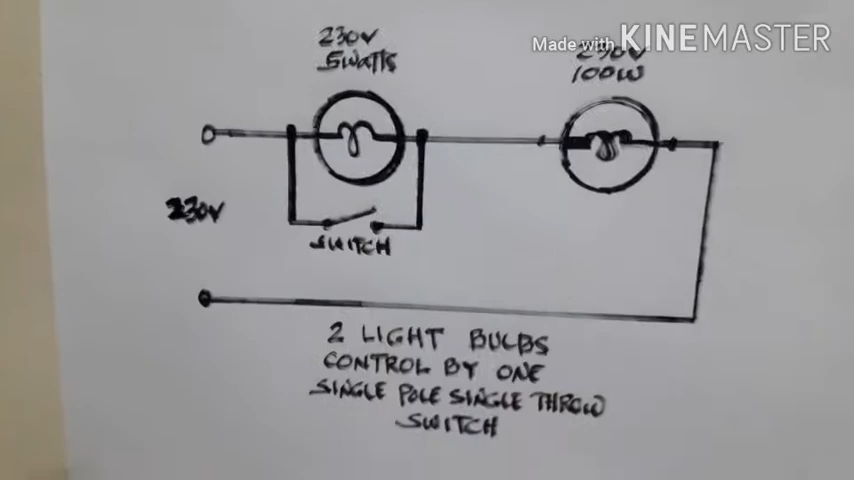 Made with KINEMASTER
230V
5WATTS
230V
100W
230V
SWITCH
2 LIGHT BULBS
CONTROL BY ONE
SINGLE POLE SINGLE THROW
SWITCH